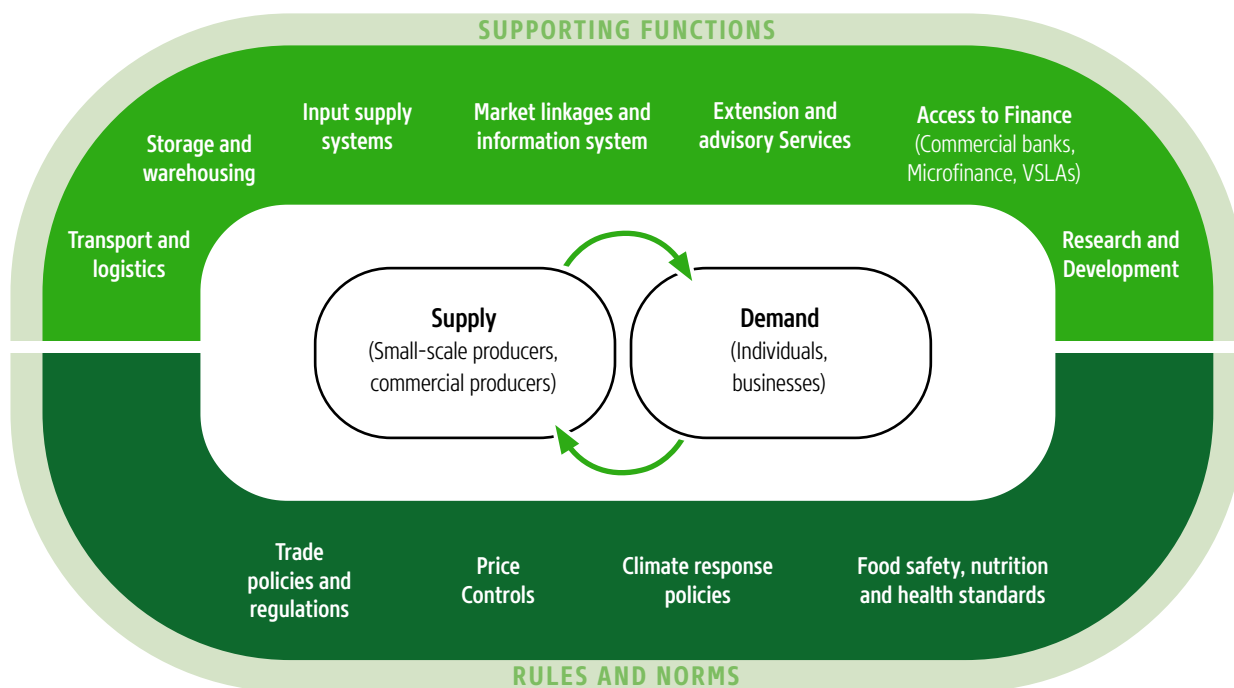 SUPPORTING FUNCTIONS
Transport and
logistics
Storage and
warehousing
Input supply
systems
Market linkages and
information system
Extension and
advisory Services
Access to Finance
(Commercial banks,
Microfinance, VSLAs)
Research and
Development
Supply
(Small-scale producers,
commercial producers)
Demand
(Individuals,
businesses)
Trade
policies and
regulations
Price
Controls
Climate response
policies
Food safety, nutrition
and health standards
RULES AND NORMS